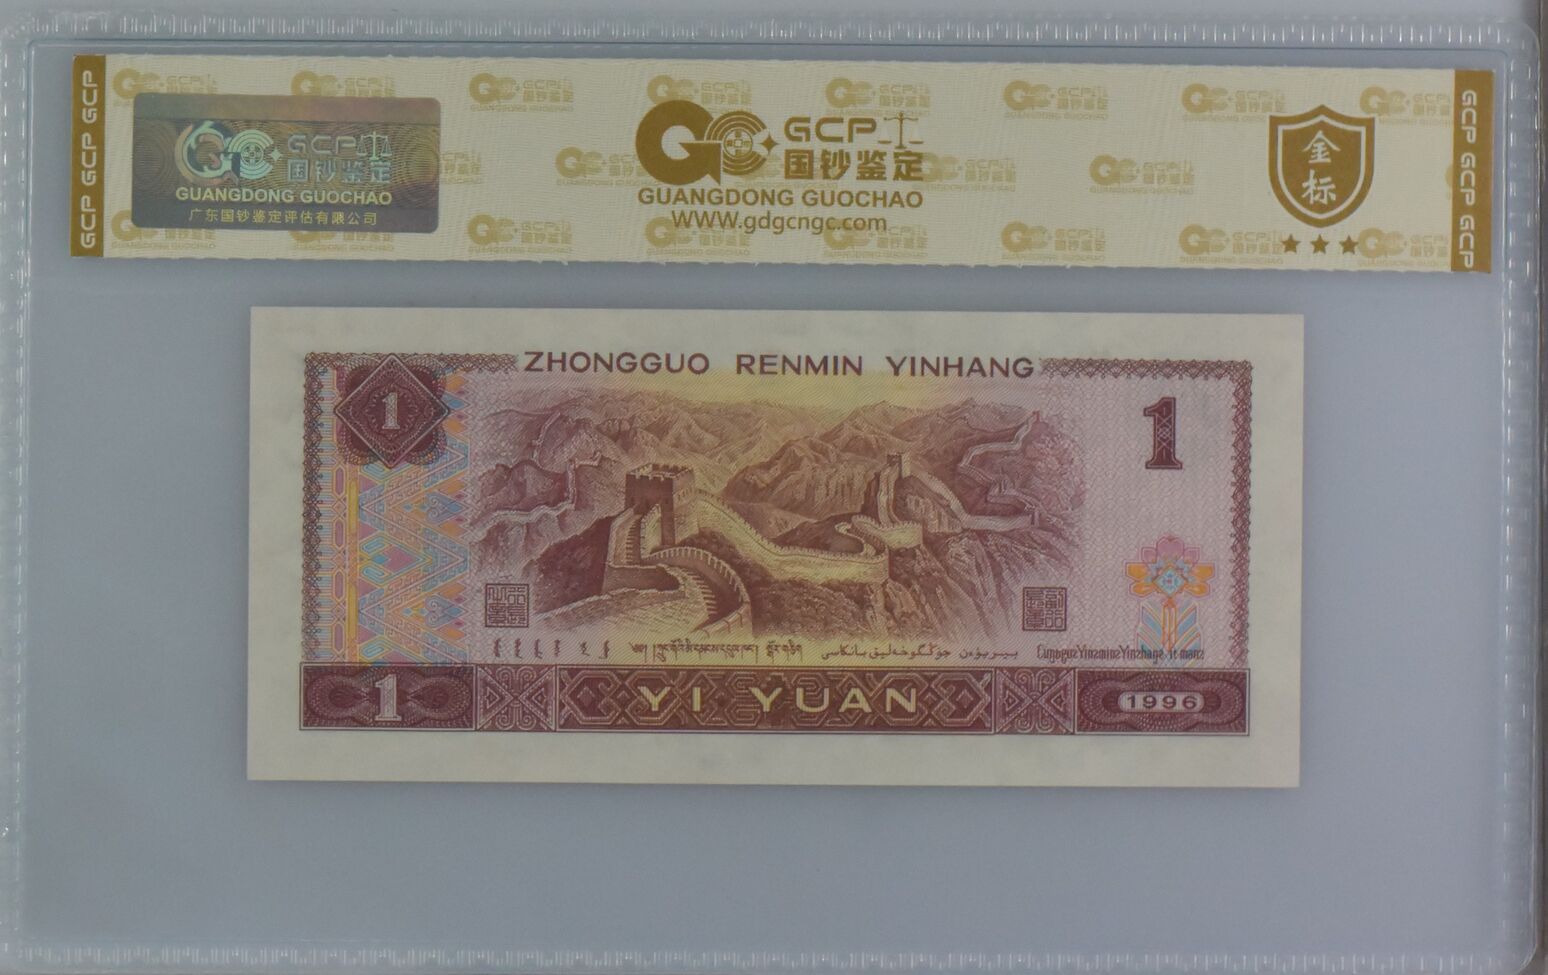 GCP GCP GCP
GCP
国钞鉴定
GUANGDONG GUOCHAO
广东国钞鉴定评估有限公司
GCP
国钞鉴定
GUANGDONG GUOCHAO
WWW.gdgcngc.com
金标
GCP GCP GCP
ZHONGGUO RENMIN YINHANG
1
1
1
YI YUAN
1996